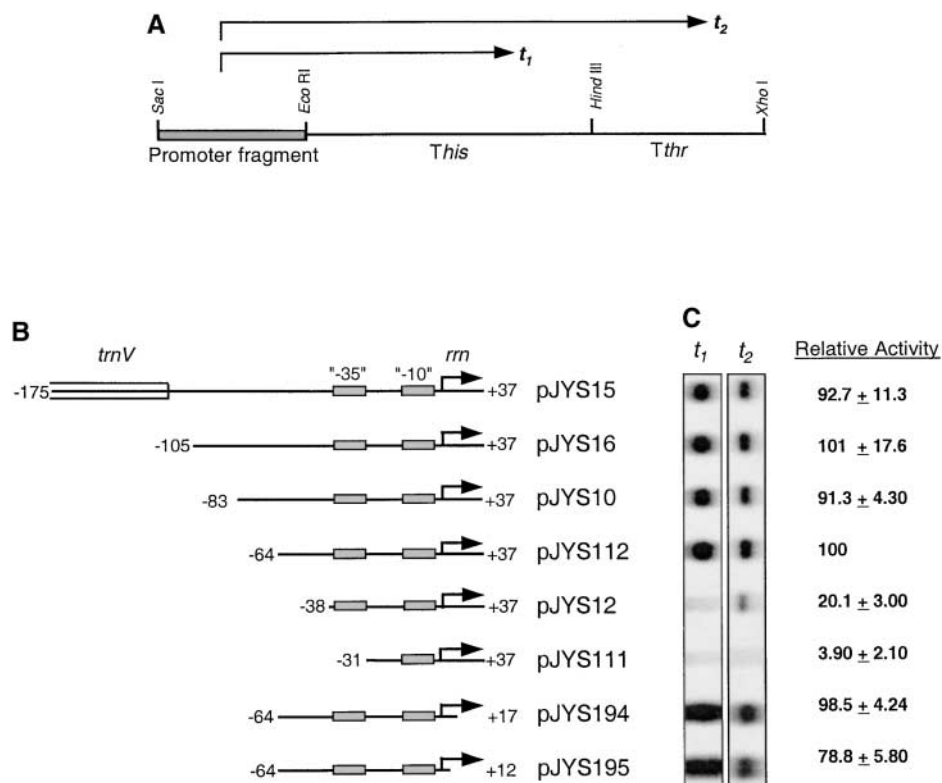 A
t2
t1
Sac I
Eco RI
Hind III
Xho I
Promoter fragment
This
Tthr
B
C
trnV
"-35"
"-10"
rrn
t1
t2
Relative Activity
-175
+37
pJYS15
92.7 ± 11.3
-105
+37
pJYS16
101 ± 17.6
-83
+37
pJYS10
91.3 ± 4.30
-64
+37
pJYS112
100
-38
+37
pJYS12
20.1 ± 3.00
-31
+37
pJYS111
3.90 ± 2.10
-64
+17
pJYS194
98.5 ± 4.24
-64
+12
pJYS195
78.8 ± 5.80